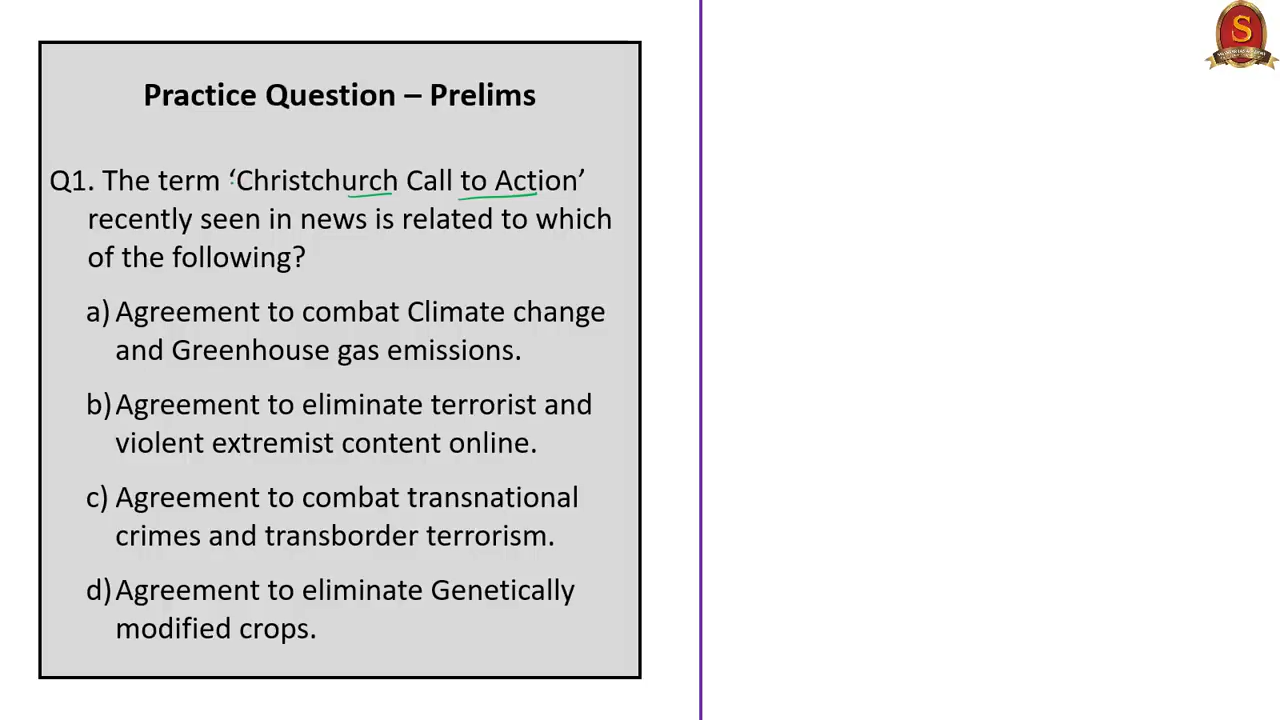 S
Practice Question – Prelims
Q1. The term ‘Christchurch Call to Action’
recently seen in news is related to which
of the following?
a) Agreement to combat Climate change
and Greenhouse gas emissions.
b) Agreement to eliminate terrorist and
violent extremist content online.
c) Agreement to combat transnational
crimes and transborder terrorism.
d) Agreement to eliminate Genetically
modified crops.